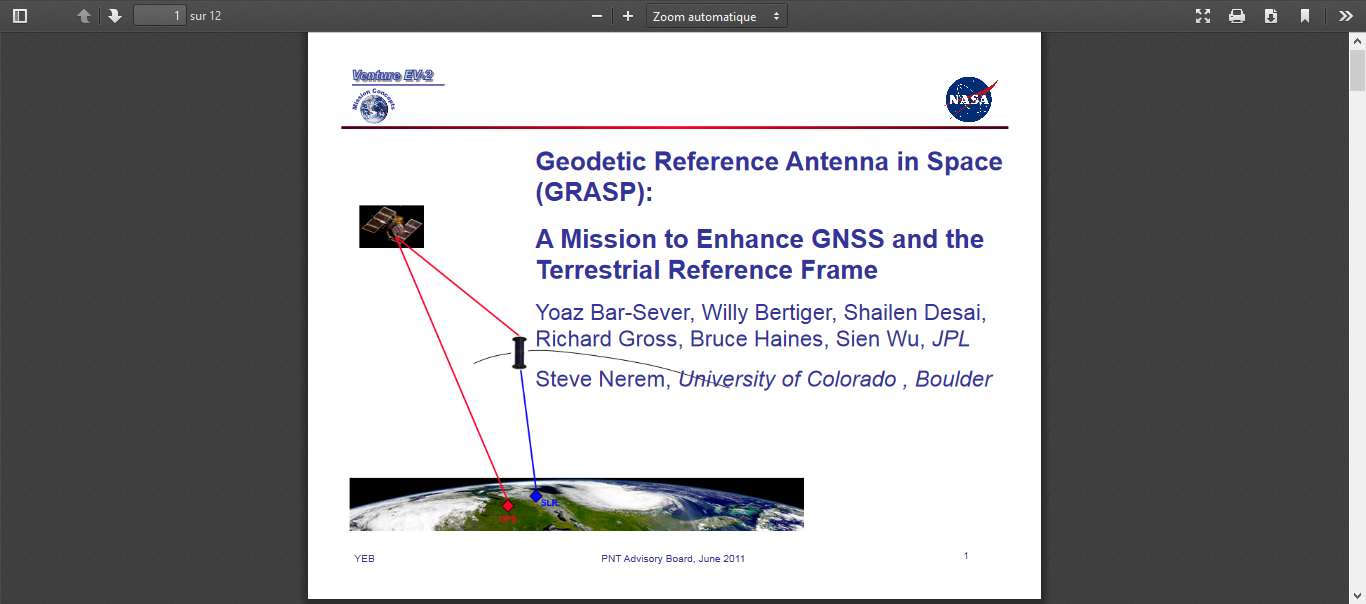 1 sur 12
Zoom automatique
Venture EV-2
Mission Concepts
NASA
Geodetic Reference Antenna in Space
(GRASP):
A Mission to Enhance GNSS and the
Terrestrial Reference Frame
Yoaz Bar-Sever, Willy Bertiger, Shailen Desai,
Richard Gross, Bruce Haines, Sien Wu, JPL
Steve Nerem, University of Colorado , Boulder
SLR
GPS
YEB
PNT Advisory Board, June 2011
1